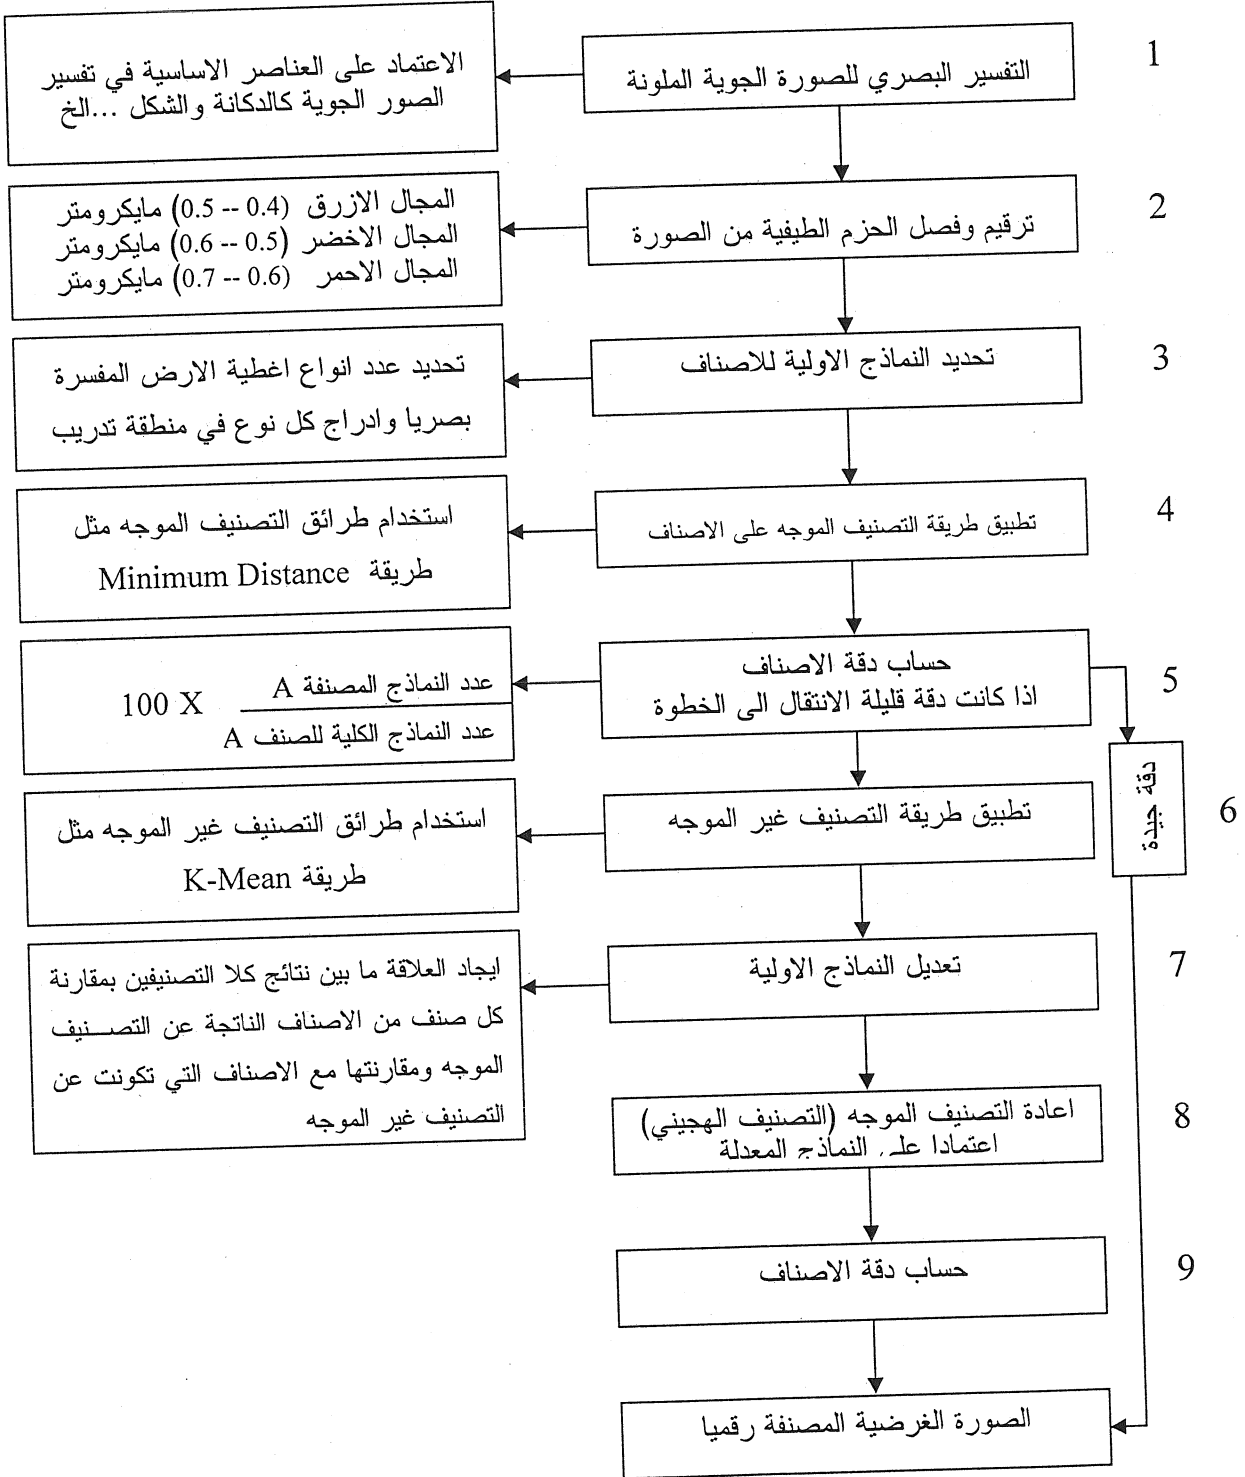 1
التفسير البصري للصورة الجوية الملونة
الاعتماد على العناصر الاساسية في تفسير
الصور الجوية كالدكانة والشكل ...الخ
2
ترقيم وفصل الحزم الطيفية من الصورة
المجال الازرق (0.4 -- 0.5) مايكرومتر
المجال الاخضر (0.5 -- 0.6) مايكرومتر
المجال الاحمر (0.6 -- 0.7) مايكرومتر
3
تحديد النماذج الاولية للاصناف
تحديد عدد انواع اغطية الارض المفسرة
بصريا وادراج كل نوع في منطقة تدريب
4
تطبيق طريقة التصنيف الموجه على الاصناف
استخدام طرائق التصنيف الموجه مثل
طريقة Minimum Distance
5
حساب دقة الاصناف
اذا كانت دقة قليلة الانتقال الى الخطوة
عدد النماذج المصنفة A
100 X
عدد النماذج الكلية للصنف A
دقة جيدة
6
تطبيق طريقة التصنيف غير الموجه
استخدام طرائق التصنيف غير الموجه مثل
طريقة K-Mean
7
تعديل النماذج الاولية
ايجاد العلاقة ما بين نتائج كلا التصنيفين بمقارنة
كل صنف من الاصناف الناتجة عن التصنيف
الموجه ومقارنتها مع الاصناف التي تكونت عن
التصنيف غير الموجه
8
اعادة التصنيف الموجه (التصنيف الهجيني)
اعتمادا على النماذج المعدلة
9
حساب دقة الاصناف
الصورة الغرضية المصنفة رقميا